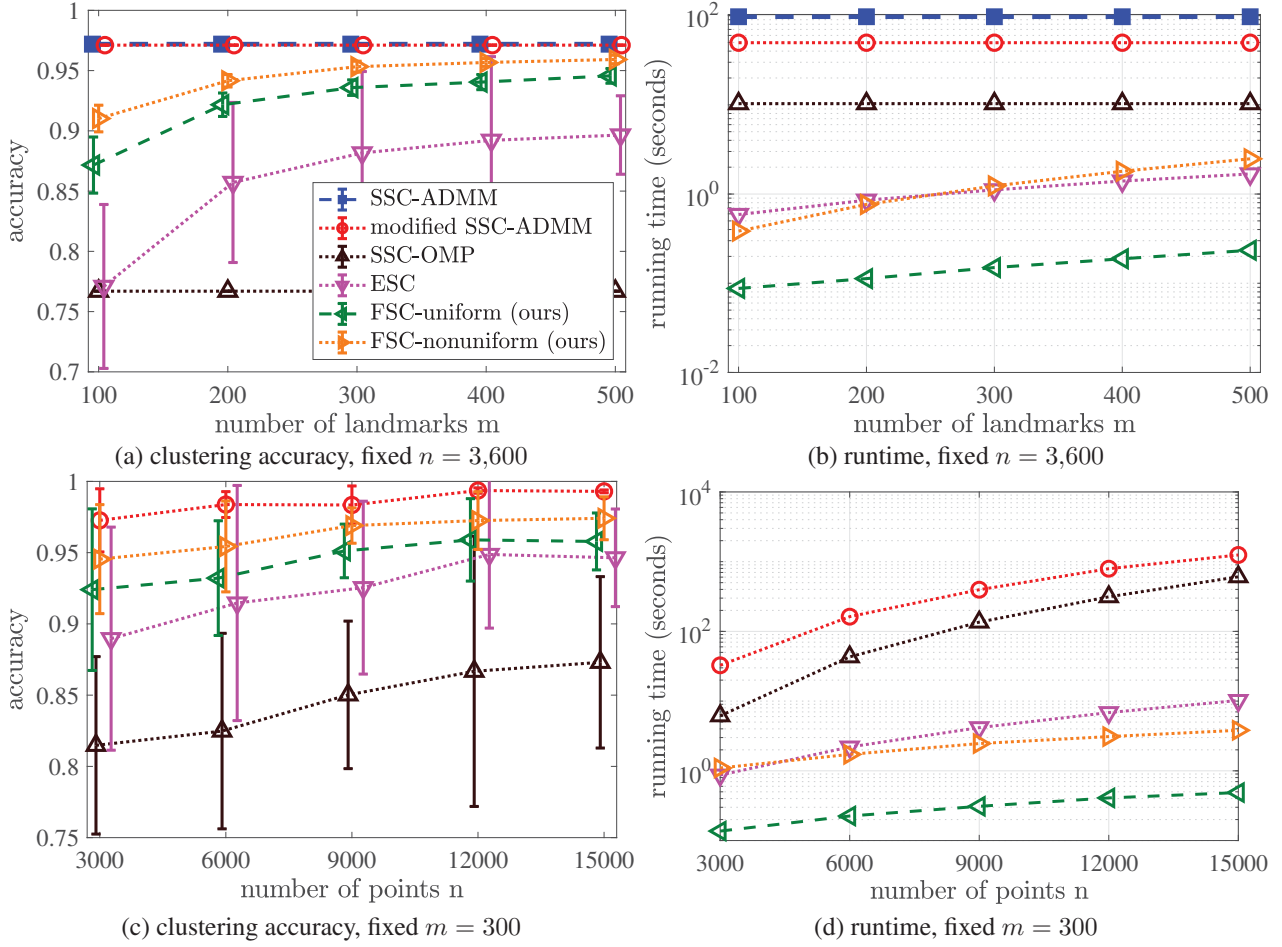 accuracy
1
0.95
0.9
0.85
0.8
0.75
0.7
SSC-ADMM
modified SSC-ADMM
SSC-OMP
ESC
FSC-uniform (ours)
FSC-nonuniform (ours)
100 200 300 400 500
number of landmarks m
(a) clustering accuracy, fixed n = 3,600
running time (seconds)
10^2
10^0
10^-2
100 200 300 400 500
number of landmarks m
(b) runtime, fixed n = 3,600
accuracy
1
0.95
0.9
0.85
0.8
0.75
3000 6000 9000 12000 15000
number of points n
(c) clustering accuracy, fixed m = 300
running time (seconds)
10^4
10^2
10^0
3000 6000 9000 12000 15000
number of points n
(d) runtime, fixed m = 300